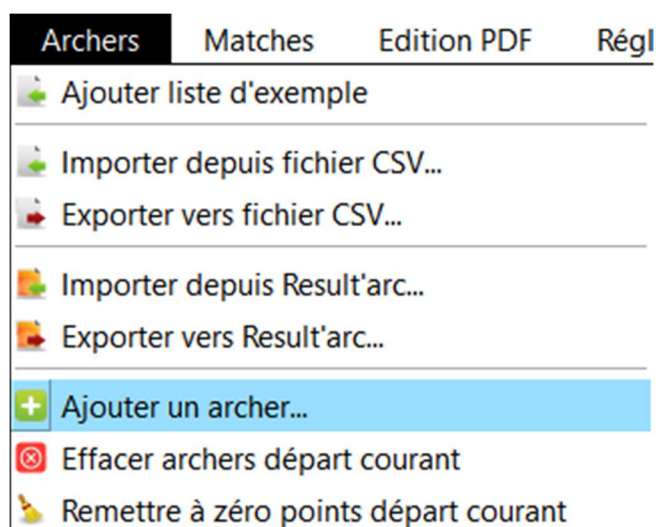 Archers Matches Edition PDF Régl
Ajouter liste d'exemple
Importer depuis fichier CSV...
Exporter vers fichier CSV...
Importer depuis Result'arc...
Exporter vers Result'arc...
Ajouter un archer...
Effacer archers départ courant
Remettre à zéro points départ courant